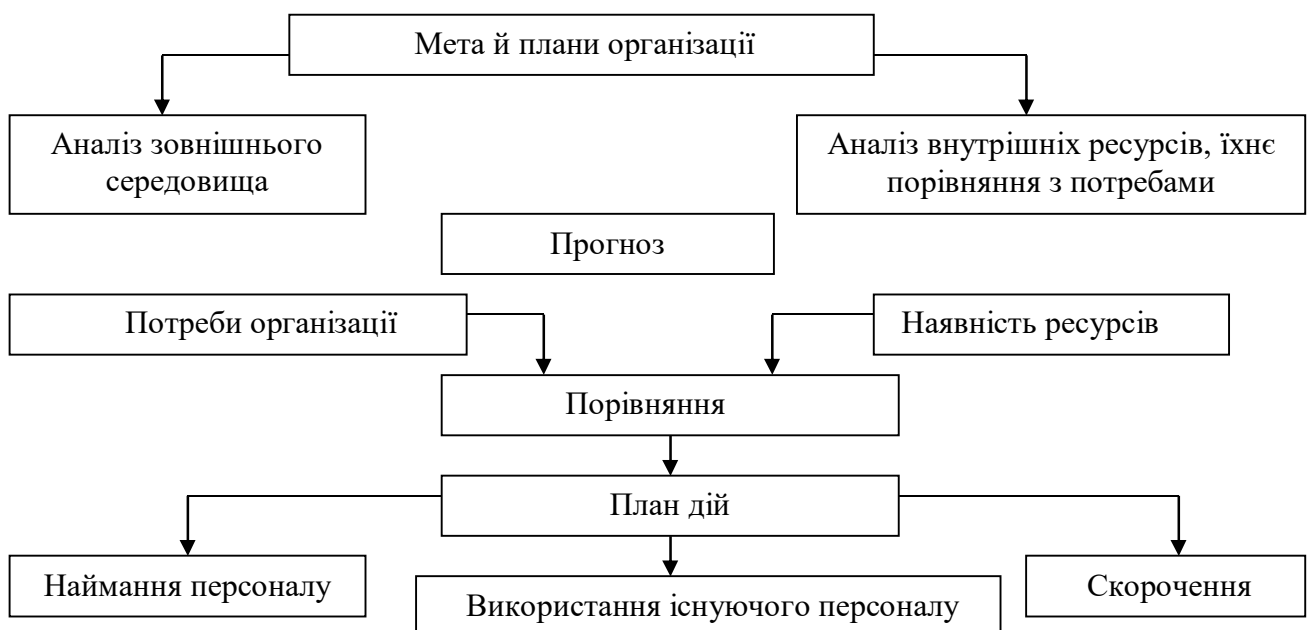 Мета й плани організації
Аналіз зовнішнього
середовища
Аналіз внутрішніх ресурсів, їхнє
порівняння з потребами
Прогноз
Потреби організації
Наявність ресурсів
Порівняння
План дій
Наймання персоналу
Використання існуючого персоналу
Скорочення